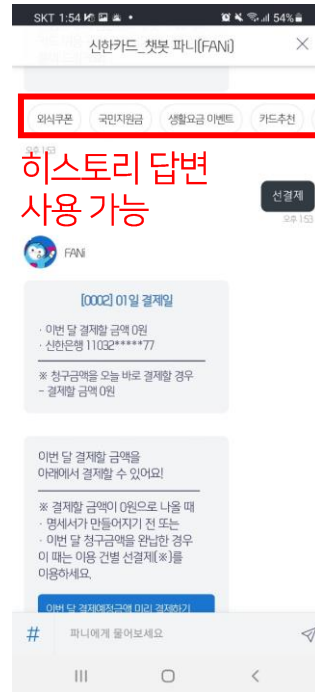 SKT 1:54
54%
신한카드_챗봇 파니(FANi)
외식쿠폰 국민지원금 생활요금 이벤트 카드추천
오후 1:53
히스토리 답변
사용 가능
선결제
오후 1:53
FANi
[0002] 01일 결제일
· 이번 달 결제할 금액 0원
· 신한은행 11032*****77
※ 청구금액을 오늘 바로 결제할 경우
- 결제할 금액 0원
이번 달 결제할 금액을
아래에서 결제할 수 있어요!
※ 결제할 금액이 0원으로 나올 때
· 명세서가 만들어지기 전 또는
· 이번 달 청구금액을 완납한 경우
이 때는 이용 건별 선결제(※)를
이용하세요.
이번 달 결제예정금액 미리 결제하기
# 파니에게 물어보세요